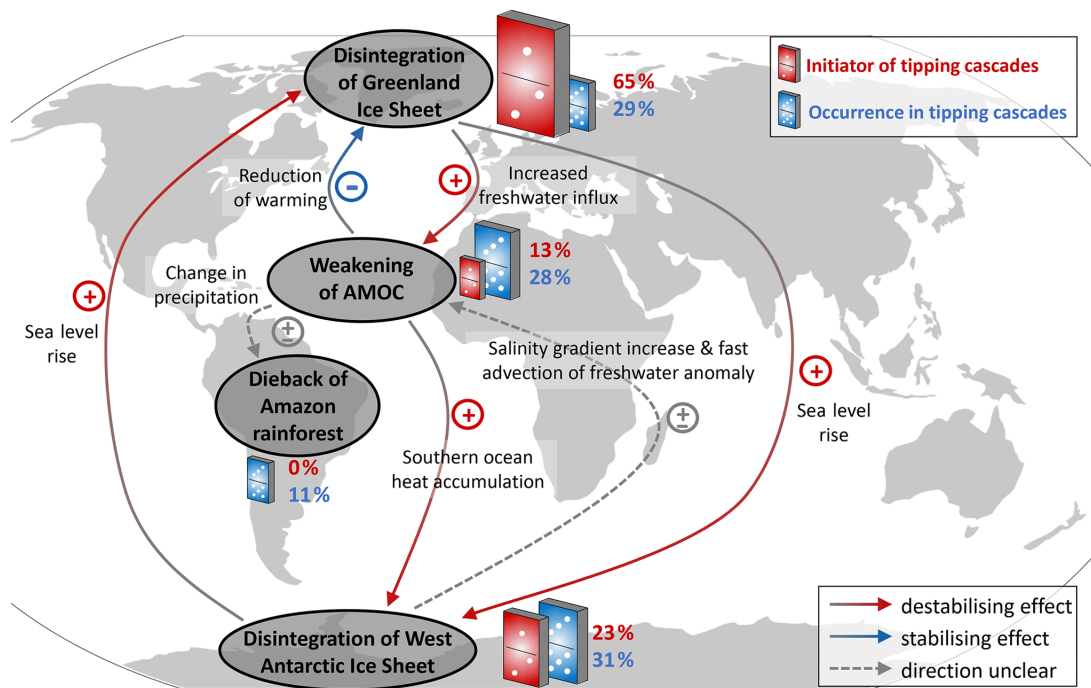 Disintegration
of Greenland
Ice Sheet
65%
29%
Initiator of tipping cascades
Occurrence in tipping cascades
Reduction
of warming
−
+
Increased
freshwater influx
Weakening
of AMOC
13%
28%
Change in
precipitation
±
+
Sea level
rise
Salinity gradient increase & fast
advection of freshwater anomaly
±
+
Sea level
rise
Dieback of
Amazon
rainforest
0%
11%
+
Southern ocean
heat accumulation
Disintegration of West
Antarctic Ice Sheet
23%
31%
destabilising effect
stabilising effect
direction unclear